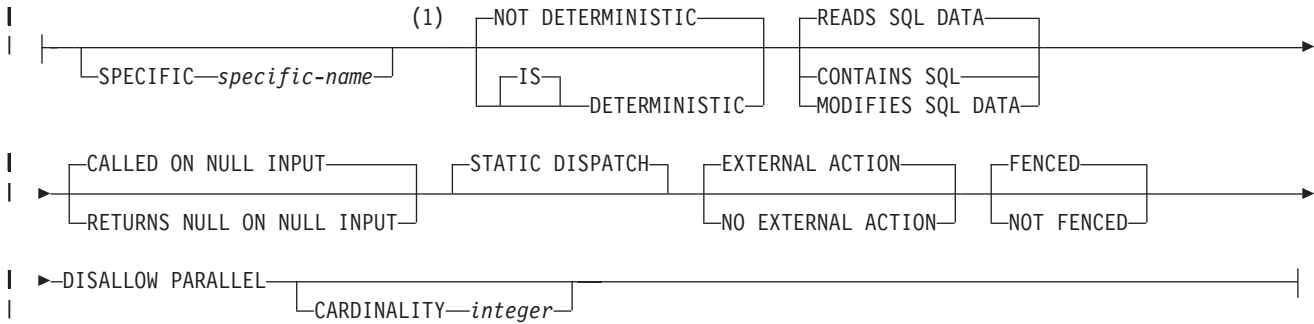 (1) NOT DETERMINISTIC READS SQL DATA
SPECIFIC specific-name IS CONTAINS SQL
DETERMINISTIC MODIFIES SQL DATA
CALLED ON NULL INPUT STATIC DISPATCH EXTERNAL ACTION FENCED
RETURNS NULL ON NULL INPUT NO EXTERNAL ACTION NOT FENCED
DISALLOW PARALLEL
CARDINALITY integer